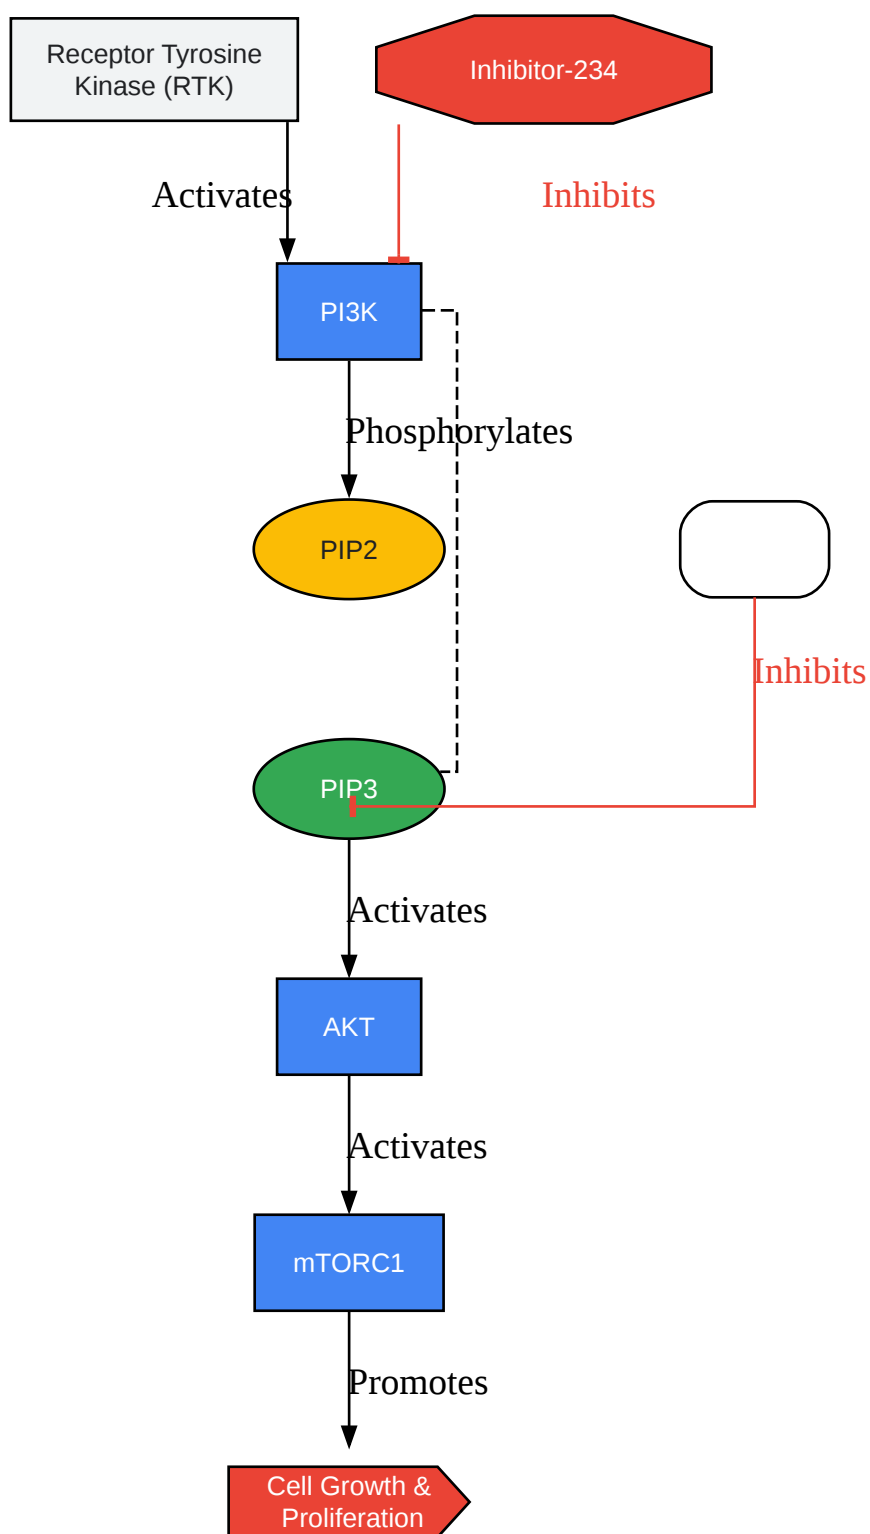 Receptor Tyrosine
Kinase (RTK)
Inhibitor-234
Activates
Inhibits
PI3K
Phosphorylates
PIP2
Inhibits
PIP3
Activates
AKT
Activates
mTORC1
Promotes
Cell Growth &
Proliferation